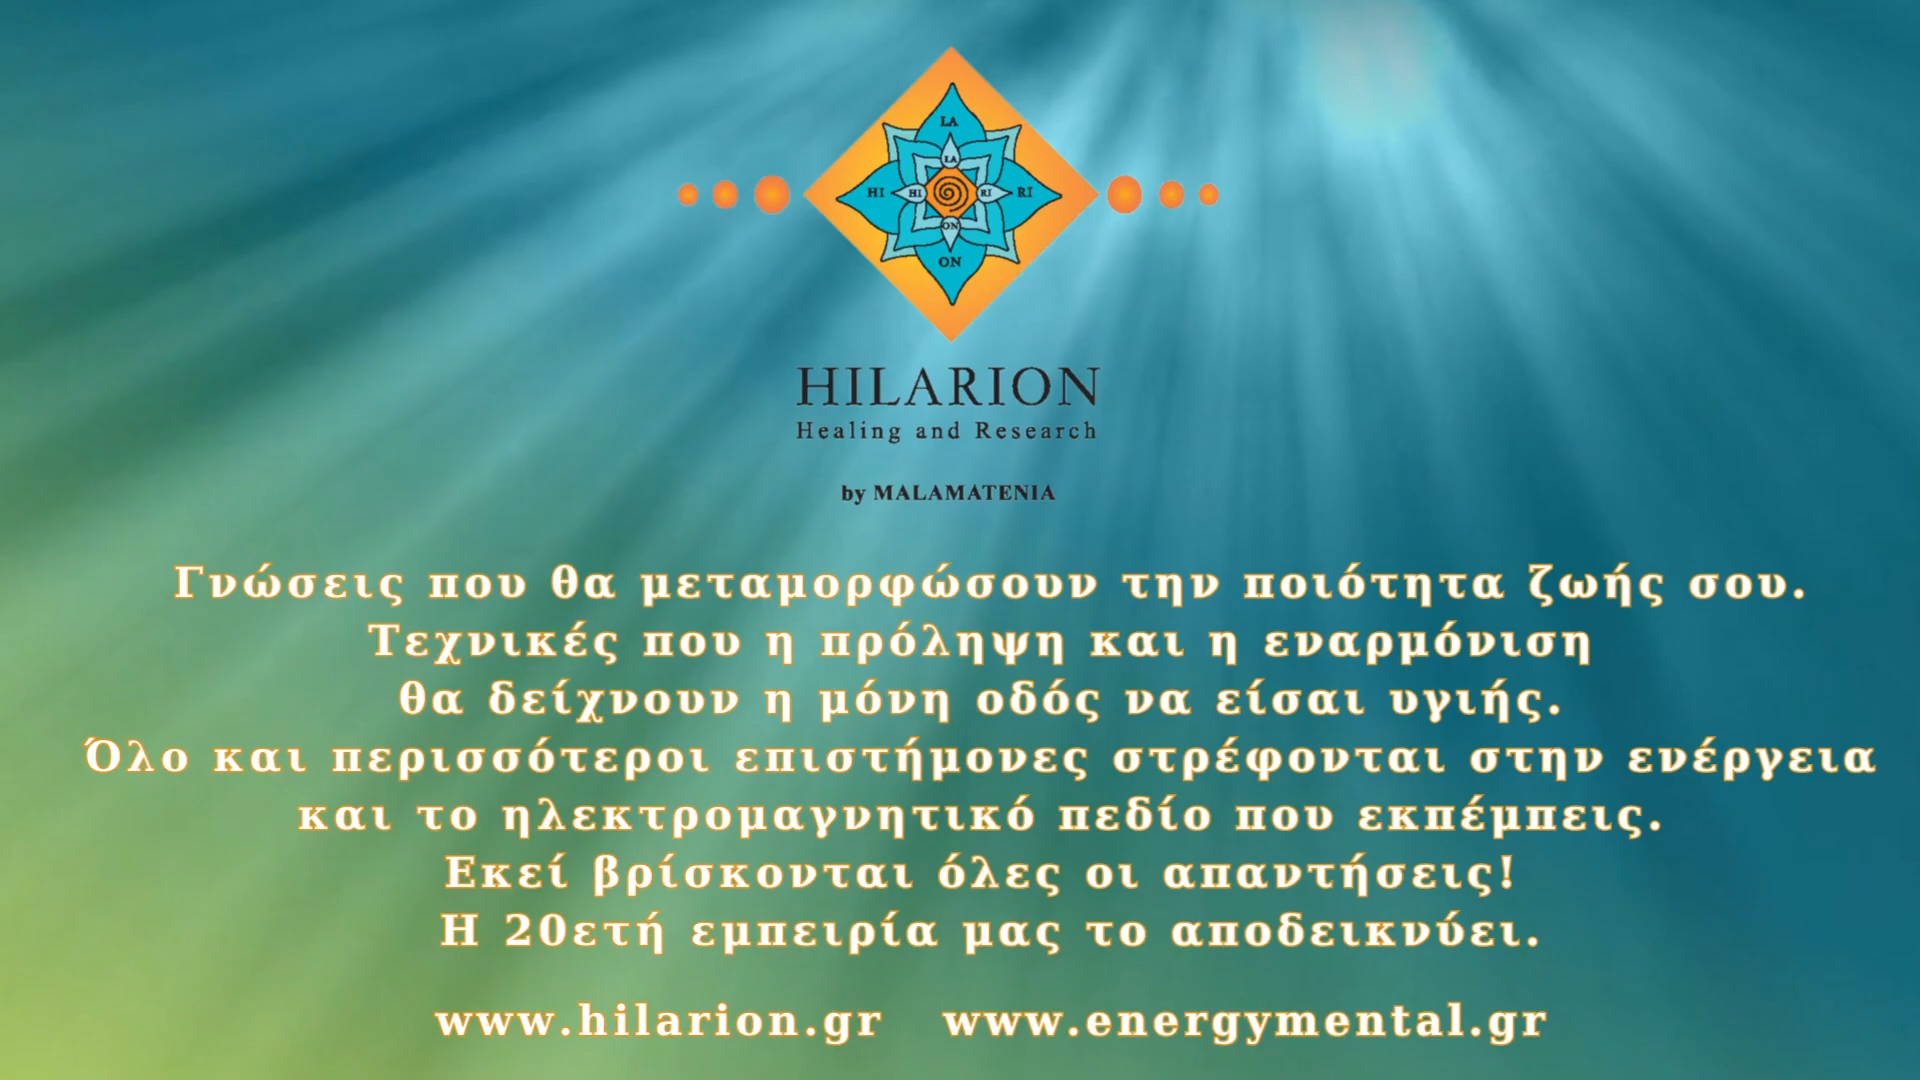 LA
LA
HI HI RI RI
ON
ON
HILARION
Healing and Research
by MALAMATENIA
Γνώσεις που θα μεταμορφώσουν την ποιότητα ζωής σου.
Τεχνικές που η πρόληψη και η εναρμόνιση
θα δείχνουν η μόνη οδός να είσαι υγιής.
Όλο και περισσότεροι επιστήμονες στρέφονται στην ενέργεια
και το ηλεκτρομαγνητικό πεδίο που εκπέμπεις.
Εκεί βρίσκονται όλες οι απαντήσεις!
Η 20ετή εμπειρία μας το αποδεικνύει.
www.hilarion.gr www.energymental.gr